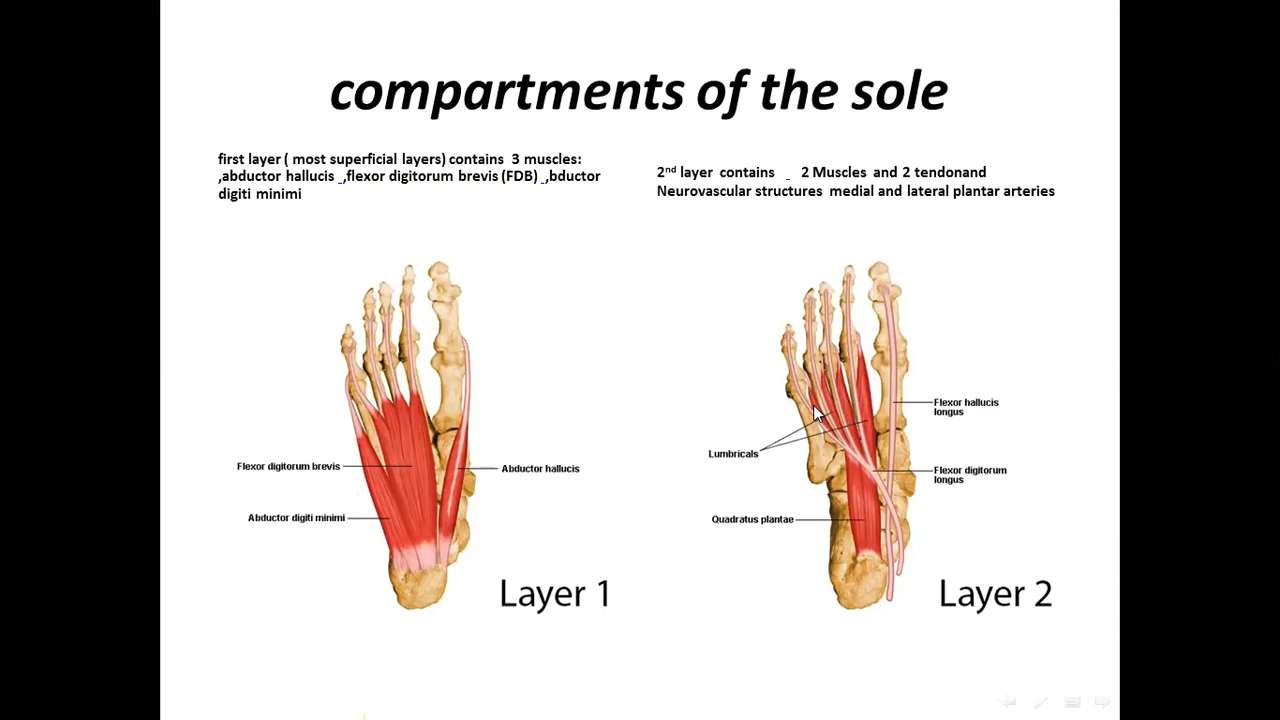 compartments of the sole
first layer ( most superficial layers) contains 3 muscles:
,abductor hallucis _,flexor digitorum brevis (FDB) _,bductor
digiti minimi
2nd layer contains _ 2 Muscles and 2 tendonand
Neurovascular structures medial and lateral plantar arteries
Flexor digitorum brevis
Abductor hallucis
Abductor digiti minimi
Layer 1
Flexor hallucis
longus
Lumbricals
Flexor digitorum
longus
Quadratus plantae
Layer 2